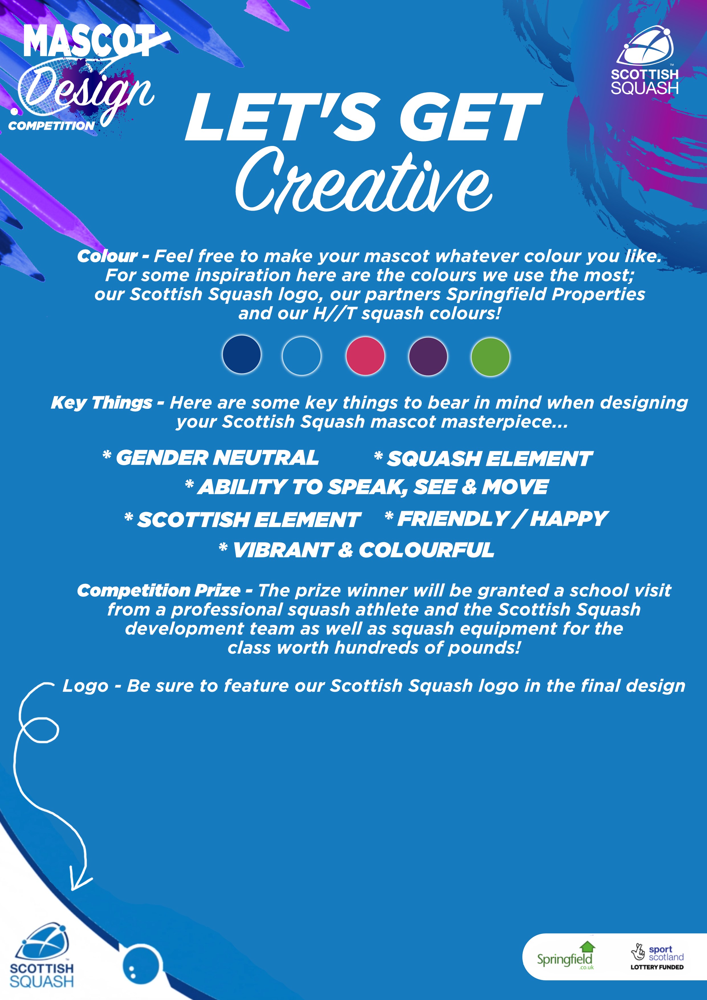 MASCOT
Design
COMPETITION
SCOTTISH
SQUASH
TM
LET'S GET
Creative
Colour - Feel free to make your mascot whatever colour you like.
For some inspiration here are the colours we use the most;
our Scottish Squash logo, our partners Springfield Properties
and our H//T squash colours!
Key Things - Here are some key things to bear in mind when designing
your Scottish Squash mascot masterpiece...
* GENDER NEUTRAL * SQUASH ELEMENT
* ABILITY TO SPEAK, SEE & MOVE
* SCOTTISH ELEMENT * FRIENDLY / HAPPY
* VIBRANT & COLOURFUL
Competition Prize - The prize winner will be granted a school visit
from a professional squash athlete and the Scottish Squash
development team as well as squash equipment for the
class worth hundreds of pounds!
Logo - Be sure to feature our Scottish Squash logo in the final design
TM
SCOTTISH
SQUASH
Springfield
.co.uk
sport
scotland
LOTTERY FUNDED